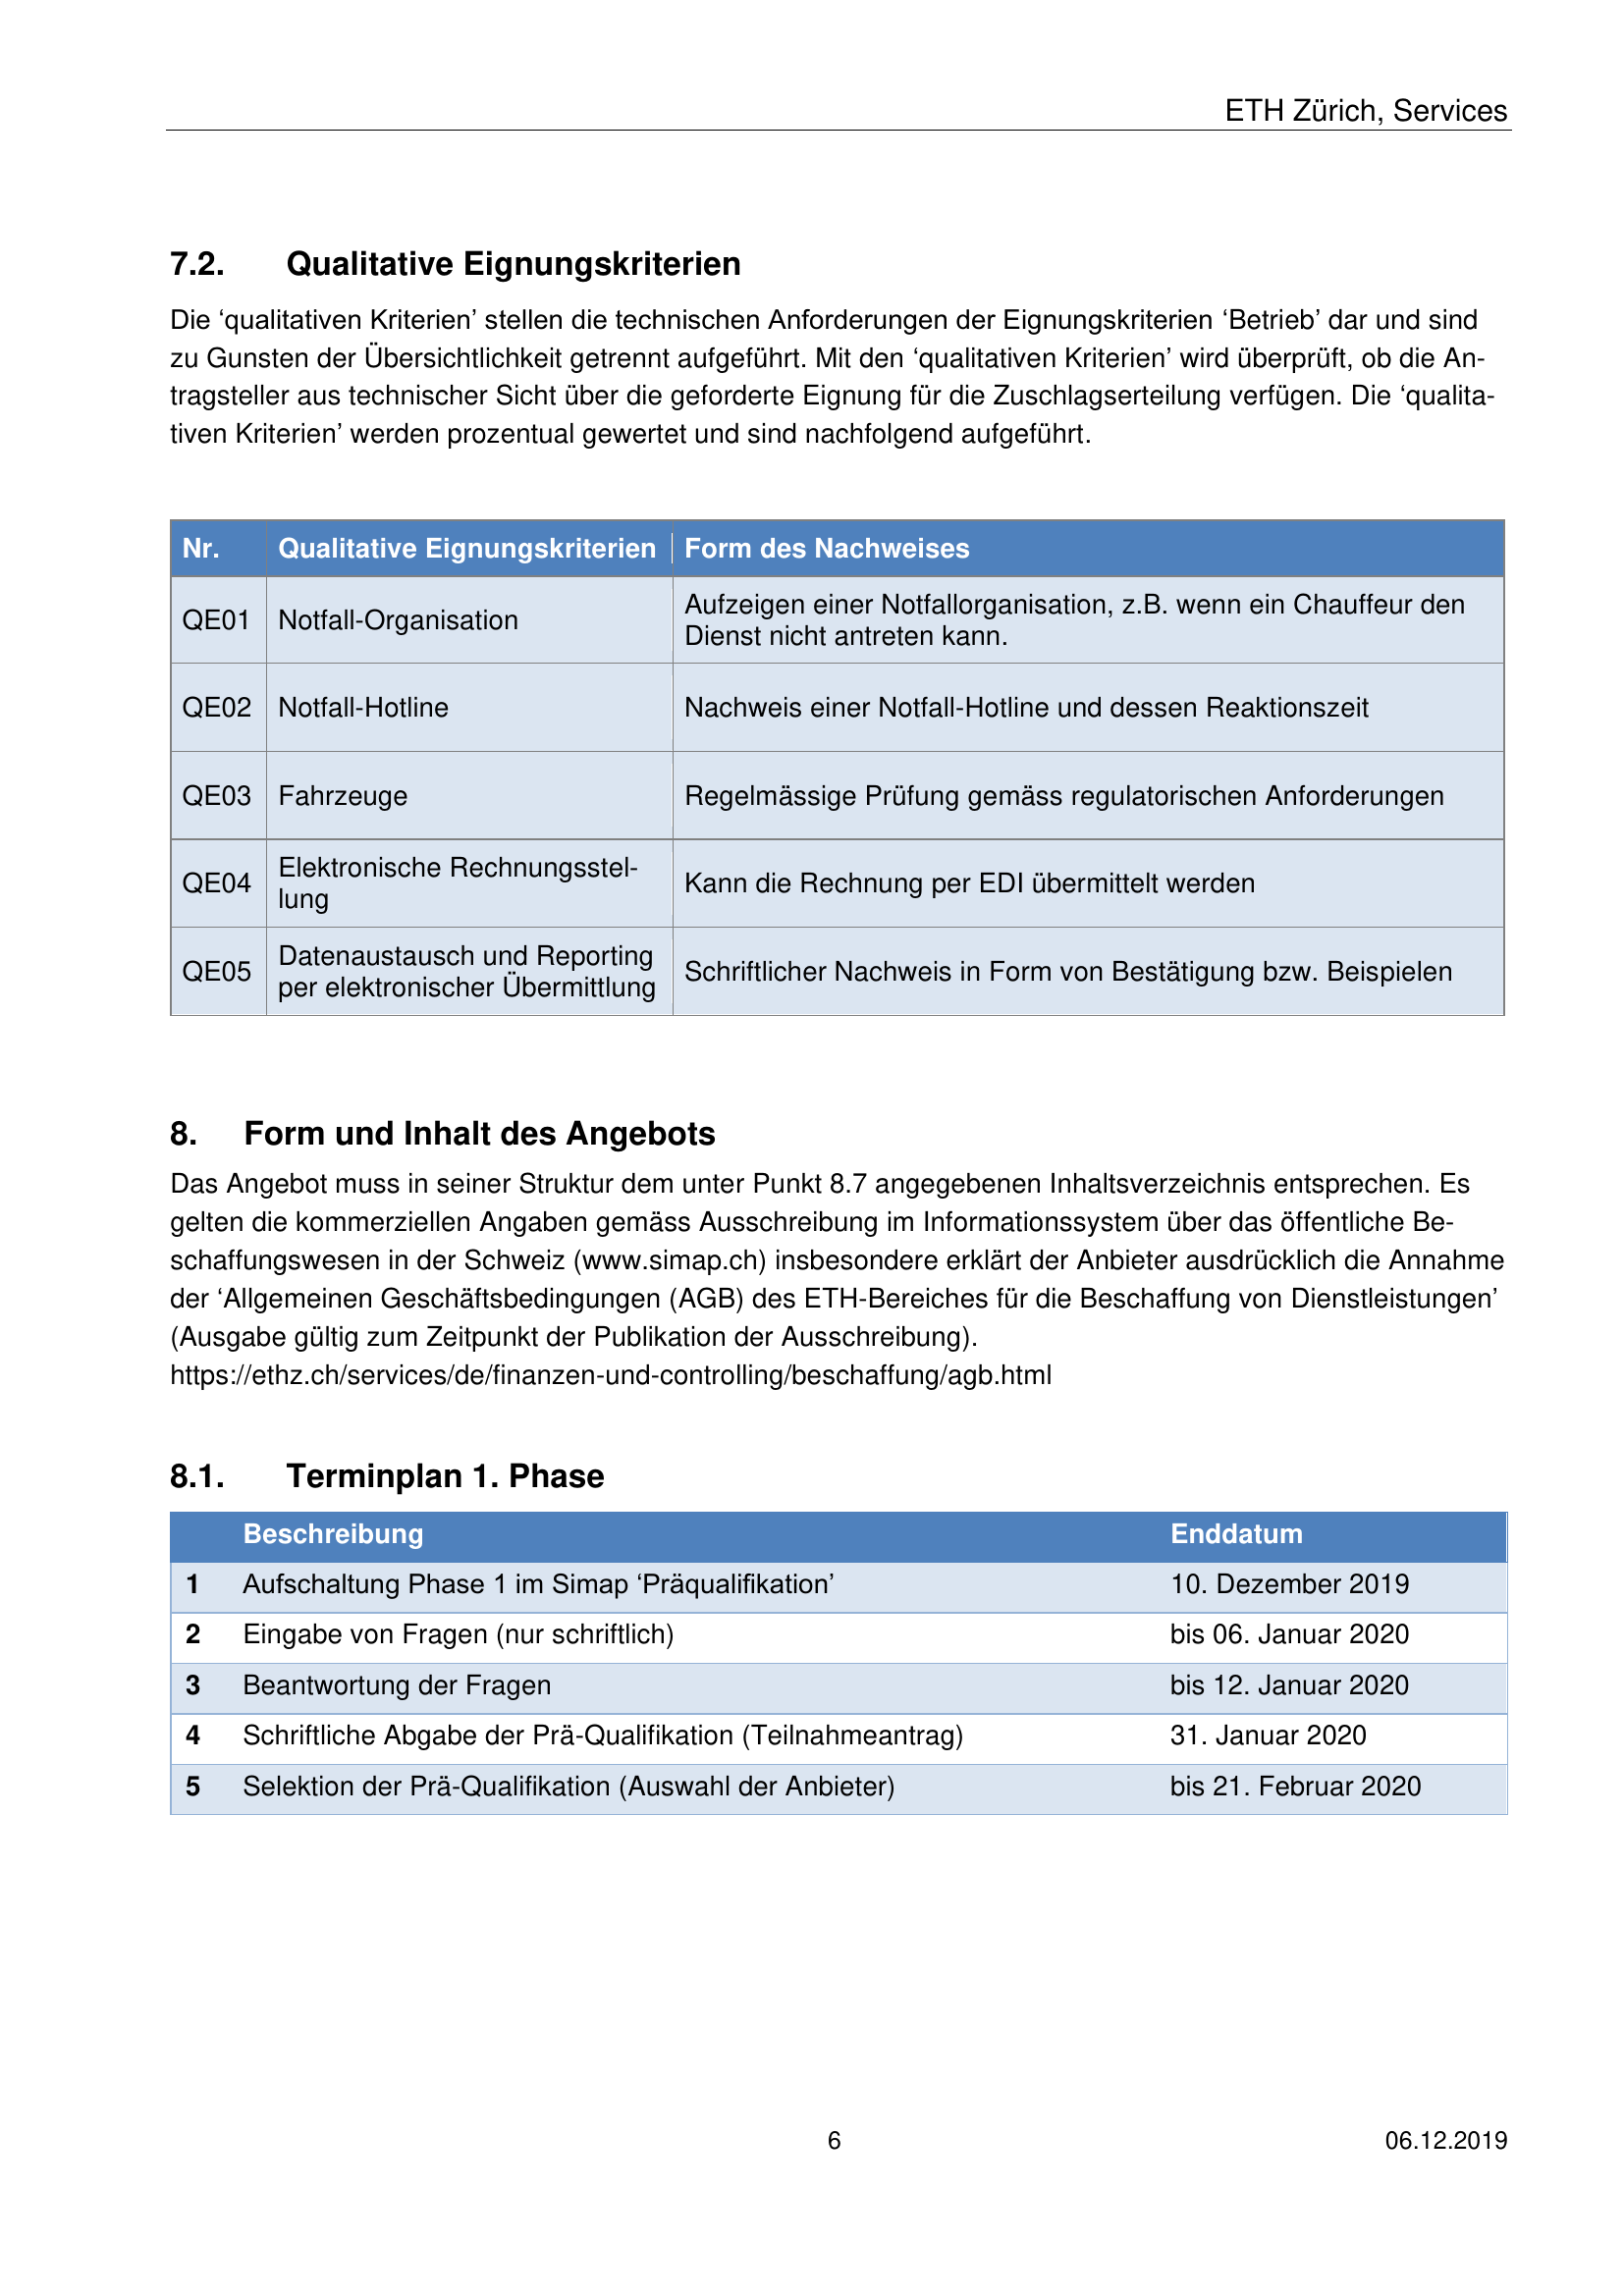 ETH Zürich, Services
7.2. Qualitative Eignungskriterien
Die ‘qualitativen Kriterien’ stellen die technischen Anforderungen der Eignungskriterien ‘Betrieb’ dar und sind
zu Gunsten der Übersichtlichkeit getrennt aufgeführt. Mit den ‘qualitativen Kriterien’ wird überprüft, ob die An-
tragsteller aus technischer Sicht über die geforderte Eignung für die Zuschlagserteilung verfügen. Die ‘qualita-
tiven Kriterien’ werden prozentual gewertet und sind nachfolgend aufgeführt.
Nr. Qualitative Eignungskriterien Form des Nachweises
QE01 Notfall-Organisation Aufzeigen einer Notfallorganisation, z.B. wenn ein Chauffeur den
Dienst nicht antreten kann.
QE02 Notfall-Hotline Nachweis einer Notfall-Hotline und dessen Reaktionszeit
QE03 Fahrzeuge Regelmässige Prüfung gemäss regulatorischen Anforderungen
QE04 Elektronische Rechnungsstel-
lung Kann die Rechnung per EDI übermittelt werden
QE05 Datenaustausch und Reporting
per elektronischer Übermittlung Schriftlicher Nachweis in Form von Bestätigung bzw. Beispielen
8. Form und Inhalt des Angebots
Das Angebot muss in seiner Struktur dem unter Punkt 8.7 angegebenen Inhaltsverzeichnis entsprechen. Es
gelten die kommerziellen Angaben gemäss Ausschreibung im Informationssystem über das öffentliche Be-
schaffungswesen in der Schweiz (www.simap.ch) insbesondere erklärt der Anbieter ausdrücklich die Annahme
der ‘Allgemeinen Geschäftsbedingungen (AGB) des ETH-Bereiches für die Beschaffung von Dienstleistungen’
(Ausgabe gültig zum Zeitpunkt der Publikation der Ausschreibung).
https://ethz.ch/services/de/finanzen-und-controlling/beschaffung/agb.html
8.1. Terminplan 1. Phase
Beschreibung Enddatum
1 Aufschaltung Phase 1 im Simap ‘Präqualifikation’ 10. Dezember 2019
2 Eingabe von Fragen (nur schriftlich) bis 06. Januar 2020
3 Beantwortung der Fragen bis 12. Januar 2020
4 Schriftliche Abgabe der Prä-Qualifikation (Teilnahmeantrag) 31. Januar 2020
5 Selektion der Prä-Qualifikation (Auswahl der Anbieter) bis 21. Februar 2020
6 06.12.2019